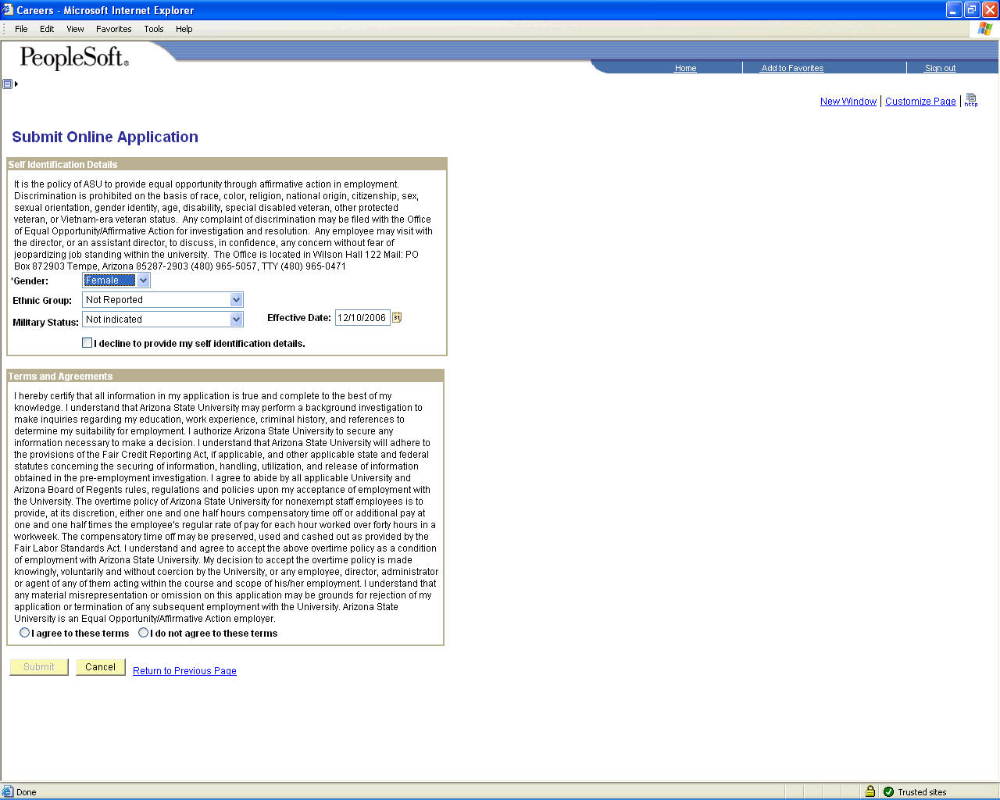 Careers - Microsoft Internet Explorer
File Edit View Favorites Tools Help
PeopleSoft®
Home Add to Favorites Sign out
New Window | Customize Page | http
Submit Online Application
Self Identification Details
It is the policy of ASU to provide equal opportunity through affirmative action in employment.
Discrimination is prohibited on the basis of race, color, religion, national origin, citizenship, sex,
sexual orientation, gender identity, age, disability, special disabled veteran, other protected
veteran, or Vietnam-era veteran status. Any complaint of discrimination may be filed with the Office
of Equal Opportunity/Affirmative Action for investigation and resolution. Any employee may visit with
the director, or an assistant director, to discuss, in confidence, any concern without fear of
jeopardizing job standing within the university. The Office is located in Wilson Hall 122 Mail: PO
Box 872903 Tempe, Arizona 85287-2903 (480) 965-5057, TTY (480) 965-0471
*Gender: Female
Ethnic Group: Not Reported
Military Status: Not indicated Effective Date: 12/10/2006 31
I decline to provide my self identification details.
Terms and Agreements
I hereby certify that all information in my application is true and complete to the best of my
knowledge. I understand that Arizona State University may perform a background investigation to
make inquiries regarding my education, work experience, criminal history, and references to
determine my suitability for employment. I authorize Arizona State University to secure any
information necessary to make a decision. I understand that Arizona State University will adhere to
the provisions of the Fair Credit Reporting Act, if applicable, and other applicable state and federal
statutes concerning the securing of information, handling, utilization, and release of information
obtained in the pre-employment investigation. I agree to abide by all applicable University and
Arizona Board of Regents rules, regulations and policies upon my acceptance of employment with
the University. The overtime policy of Arizona State University for nonexempt staff employees is to
provide, at its discretion, either one and one half hours compensatory time off or additional pay at
one and one half times the employee's regular rate of pay for each hour worked over forty hours in a
workweek. The compensatory time off may be preserved, used and cashed out as provided by the
Fair Labor Standards Act. I understand and agree to accept the above overtime policy as a condition
of employment with Arizona State University. My decision to accept the overtime policy is made
knowingly, voluntarily and without coercion by the University, or any employee, director, administrator
or agent of any of them acting within the course and scope of his/her employment. I understand that
any material misrepresentation or omission on this application may be grounds for rejection of my
application or termination of any subsequent employment with the University. Arizona State
University is an Equal Opportunity/Affirmative Action employer.
I agree to these terms I do not agree to these terms
Submit Cancel Return to Previous Page
Done Trusted sites